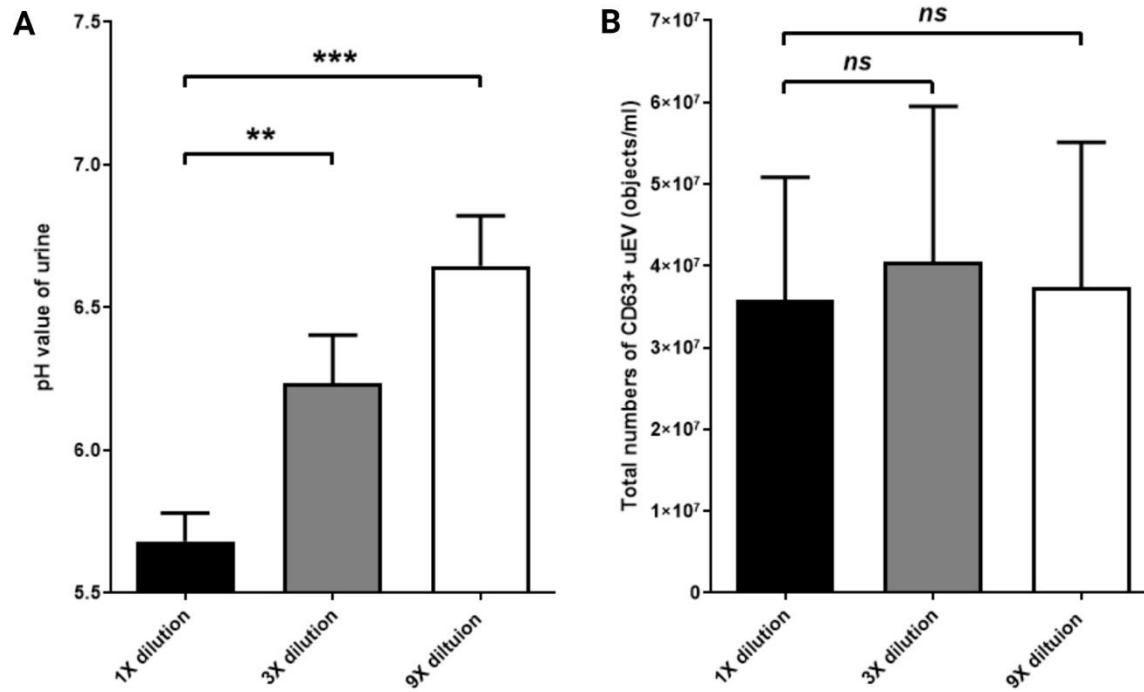 A
pH value of urine
7.5
7.0
6.5
6.0
5.5
***
**
1X dilution
3X dilution
9X diltuion
B
Total numbers of CD63+ uEV (objects/ml)
7×10⁷
6×10⁷
5×10⁷
4×10⁷
3×10⁷
2×10⁷
1×10⁷
0
ns
ns
1X dilution
3X dilution
9X diltuion